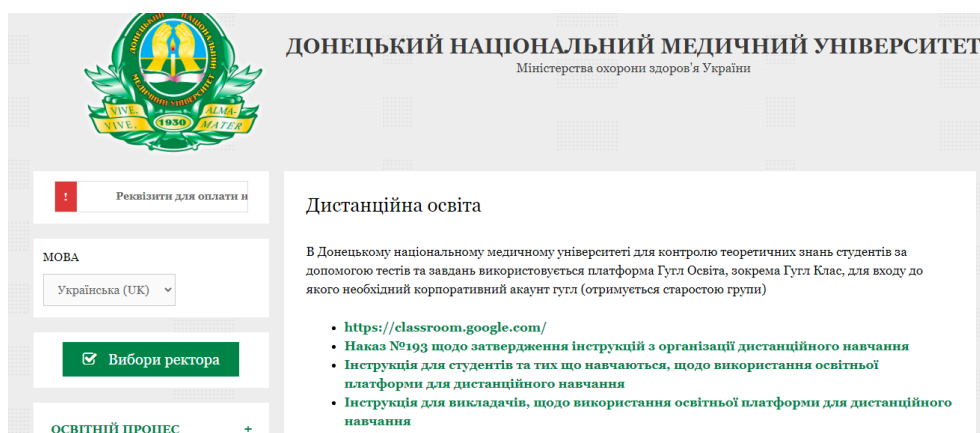 ДОНЕЦЬКИЙ НАЦІОНАЛЬНИЙ
МЕДИЧНИЙ УНІВЕРСИТЕТ
VIVE, ALMA-
VIVE, 1930 MATER
ДОНЕЦЬКИЙ НАЦІОНАЛЬНИЙ МЕДИЧНИЙ УНІВЕРСИТЕТ
Міністерства охорони здоров'я України
! Реквізити для оплати н
МОВА
Українська (UK)
Вибори ректора
ОСВІТНІЙ ПРОЦЕС +
Дистанційна освіта
В Донецькому національному медичному університеті для контролю теоретичних знань студентів за
допомогою тестів та завдань використовується платформа Гугл Освіта, зокрема Гугл Клас, для входу до
якого необхідний корпоративний акаунт гугл (отримується старостою групи)
• https://classroom.google.com/
• Наказ №193 щодо затвердження інструкцій з організації дистанційного навчання
• Інструкція для студентів та тих що навчаються, щодо використання освітньої
платформи для дистанційного навчання
• Інструкція для викладачів, щодо використання освітньої платформи для дистанційного
навчання